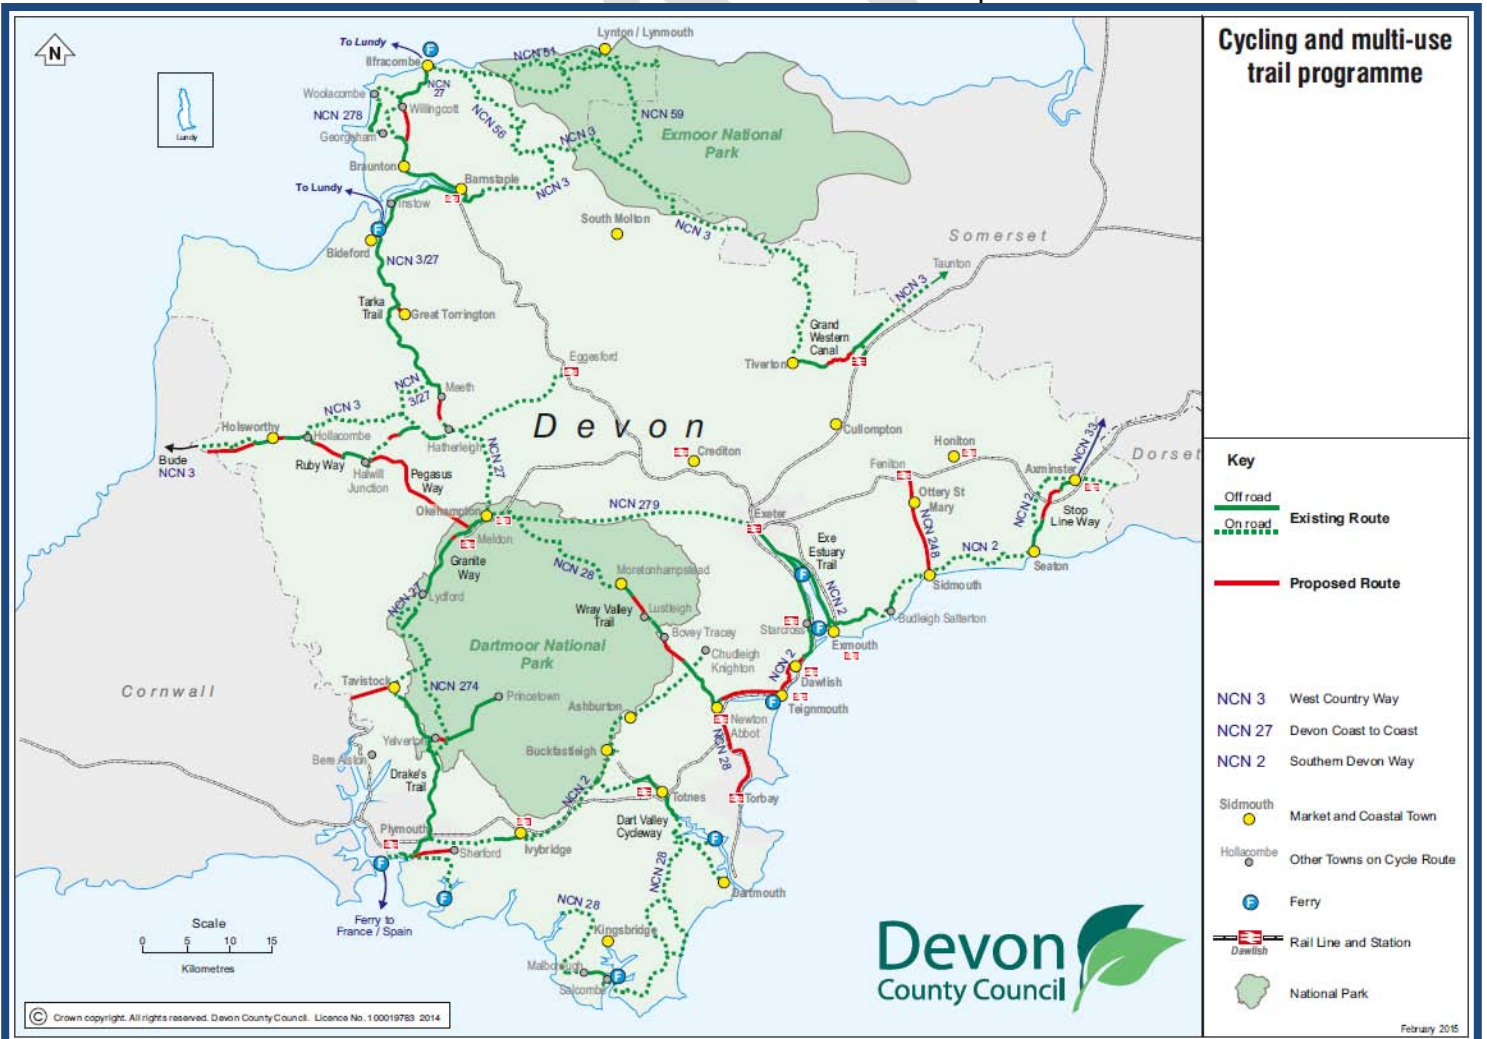 Cycling and multi-use
trail programme
N
Lundy
To Lundy
F
Ilfracombe
Lynton / Lynmouth
NCN 51
NCN
27
Woolacombe
Willingcott
NCN 278
Georgeham
NCN 56
NCN 59
NCN 3
Exmoor National
Park
Braunton
Barnstaple
To Lundy
Instow
NCN 3
South Molton
F
Bideford
NCN 3
NCN 3/27
Somerset
Taunton
NCN 3
Tarka
Trail
Great Torrington
Grand
Western
Canal
Tiverton
Eggesford
NCN
3/27
Meeth
NCN 3
Holsworthy
Hollacombe
Hatherleigh
Devon
Cullompton
Bude
NCN 3
Ruby Way
Halwill
Junction
Pegasus
Way
NCN 27
Crediton
Honiton
Feniton
Axminster
NCN 33
Dorset
Okehampton
NCN 279
Exeter
Ottery St
Mary
NCN 2
Stop
Line Way
Meldon
Granite
Way
NCN 28
Moretonhampstead
Exe
Estuary
Trail
NCN 248
NCN 2
Seaton
F
Sidmouth
NCN 27
Lydford
Wray Valley
Trail
Lustleigh
NCN 2
Budleigh Salterton
Bovey Tracey
Starcross
F
Exmouth
Dartmoor National
Park
Chudleigh
Knighton
NCN 2
Dawlish
Cornwall
Tavistock
NCN 274
Princetown
Ashburton
F
Teignmouth
Newton
Abbot
Yelverton
Bere Alston
Buckfastleigh
NCN 28
Drake's
Trail
NCN 2
Totnes
Torbay
Plymouth
Dart Valley
Cycleway
F
Ivybridge
Sherford
F
F
NCN 28
Dartmouth
Ferry to
France / Spain
NCN 28
Kingsbridge
Malborough
F
Salcombe
Scale
0 5 10 15
Kilometres
Devon
County Council
© Crown copyright. All rights reserved. Devon County Council. Licence No. 100019783 2014
Key
Off road
On road
Existing Route
Proposed Route
NCN 3 West Country Way
NCN 27 Devon Coast to Coast
NCN 2 Southern Devon Way
Sidmouth
Market and Coastal Town
Hollacombe
Other Towns on Cycle Route
F Ferry
Rail Line and Station
Dawlish
National Park
February 2015